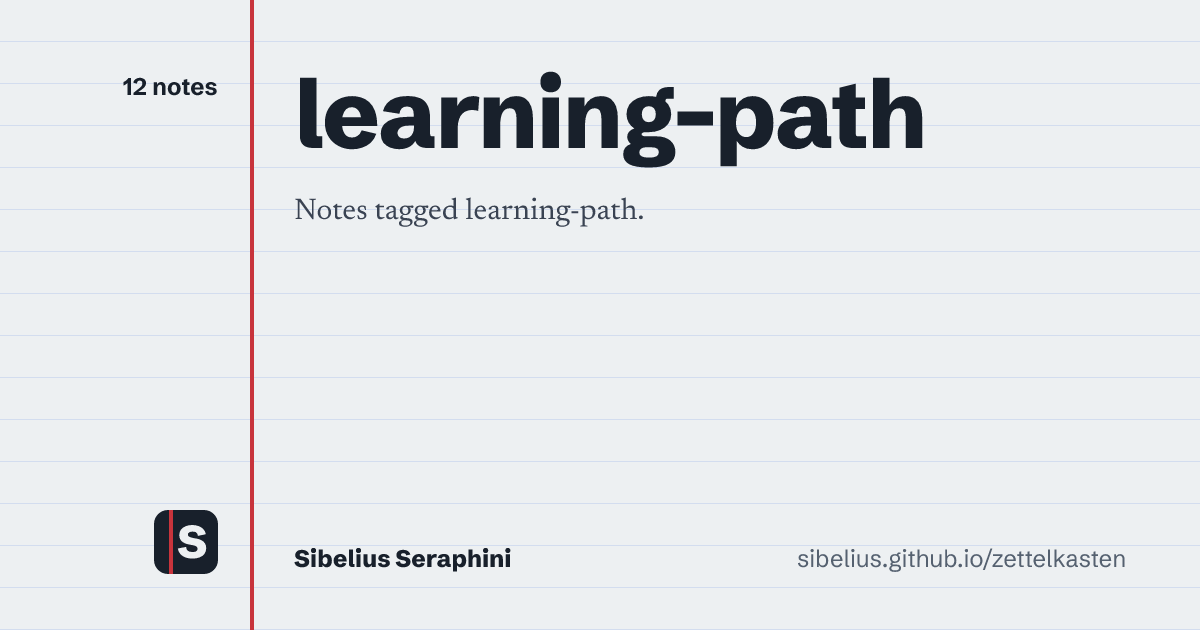 12 notes
learning-path
Notes tagged learning-path.
S
Sibelius Seraphini
sibelius.github.io/zettelkasten